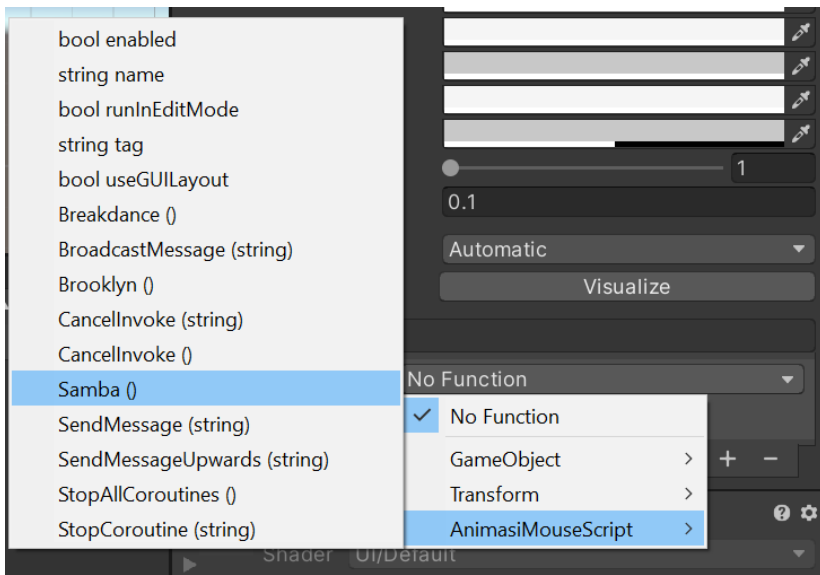 bool enabled
string name
bool runInEditMode
string tag
bool useGUILayout
Breakdance ()
BroadcastMessage (string)
Brooklyn ()
CancelInvoke (string)
CancelInvoke ()
Samba ()
SendMessage (string)
SendMessageUpwards (string)
StopAllCoroutines ()
StopCoroutine (string)
1
0.1
Automatic
Visualize
No Function
No Function
GameObject
Transform
AnimasiMouseScript
Shader UI/Default